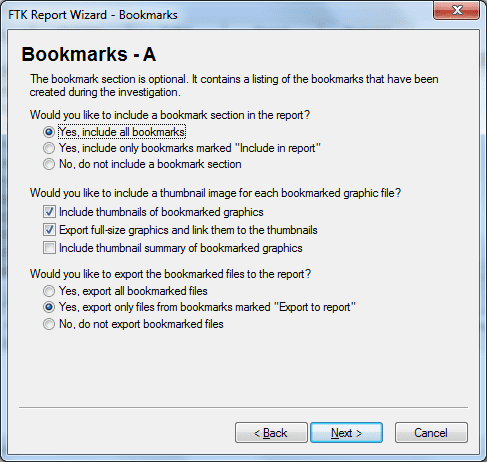 FTK Report Wizard - Bookmarks
Bookmarks - A
The bookmark section is optional. It contains a listing of the bookmarks that have been
created during the investigation.
Would you like to include a bookmark section in the report?
Yes, include all bookmarks
Yes, include only bookmarks marked "Include in report"
No, do not include a bookmark section
Would you like to include a thumbnail image for each bookmarked graphic file?
Include thumbnails of bookmarked graphics
Export full-size graphics and link them to the thumbnails
Include thumbnail summary of bookmarked graphics
Would you like to export the bookmarked files to the report?
Yes, export all bookmarked files
Yes, export only files from bookmarks marked "Export to report"
No, do not export bookmarked files
< Back Next > Cancel